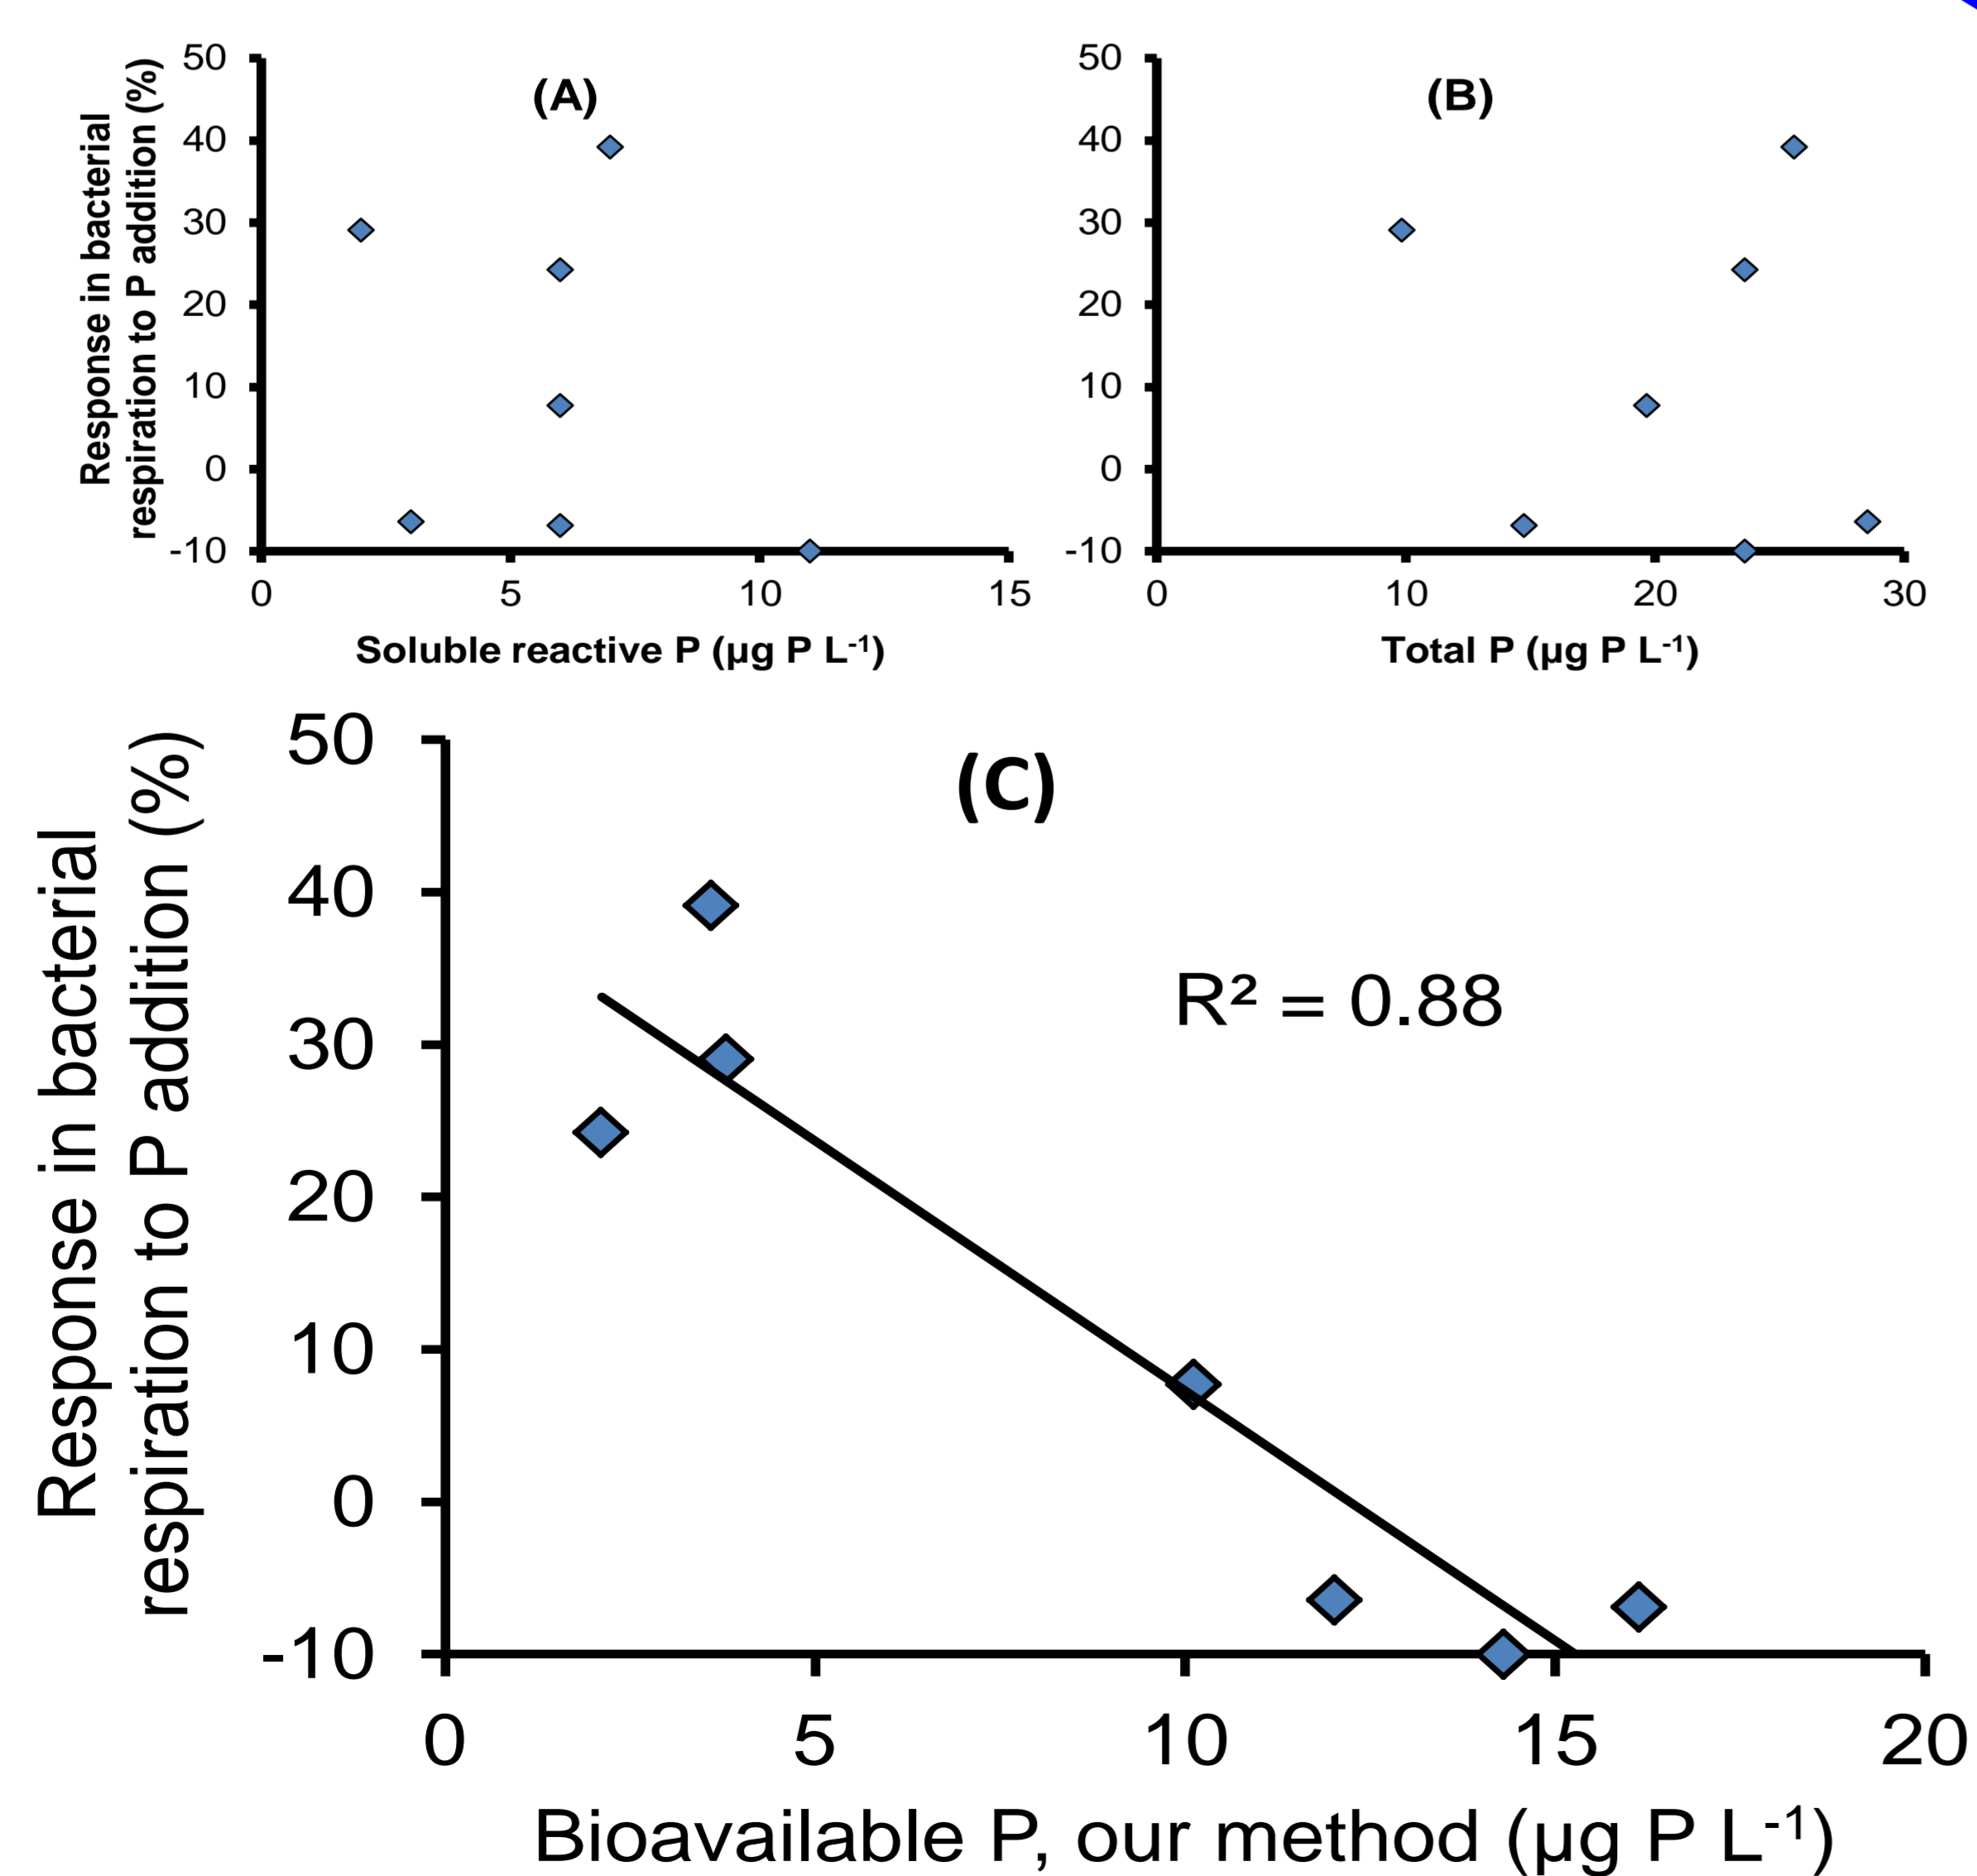 Response in bacterial
respiration to P addition (%)
50
40
30
20
10
0
-10
(A)
0 5 10 15
Soluble reactive P (µg P L-1)
50
40
30
20
10
0
-10
(B)
0 10 20 30
Total P (µg P L-1)
Response in bacterial
respiration to P addition (%)
50
40
30
20
10
0
-10
(C)
R² = 0.88
0 5 10 15 20
Bioavailable P, our method (µg P L-1)